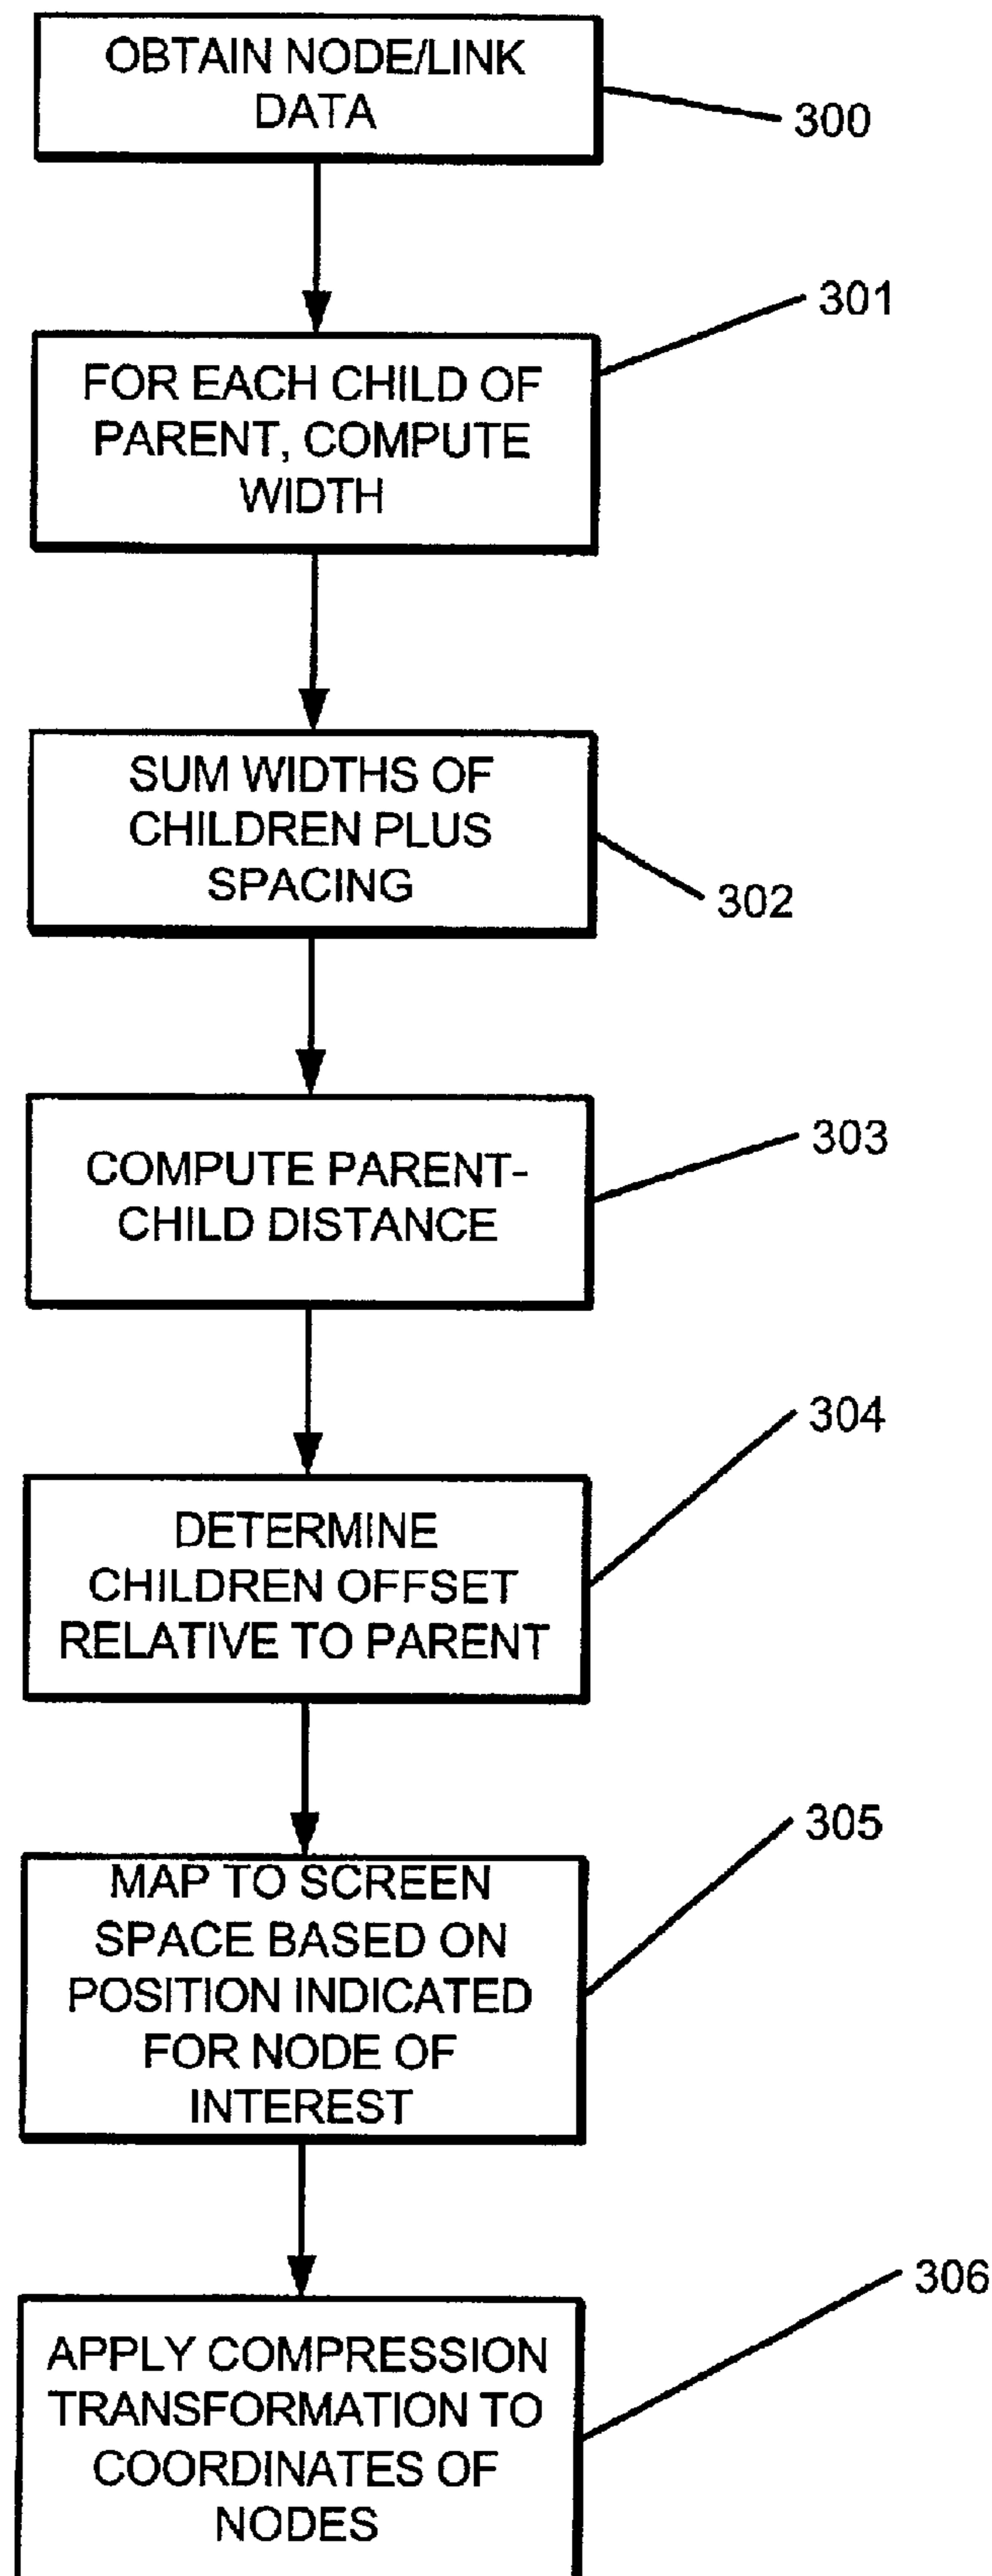 OBTAIN NODE/LINK
DATA
300
301
FOR EACH CHILD OF
PARENT, COMPUTE
WIDTH
SUM WIDTHS OF
CHILDREN PLUS
SPACING
302
COMPUTE PARENT-
CHILD DISTANCE
303
304
DETERMINE
CHILDREN OFFSET
RELATIVE TO PARENT
305
MAP TO SCREEN
SPACE BASED ON
POSITION INDICATED
FOR NODE OF
INTEREST
306
APPLY COMPRESSION
TRANSFORMATION TO
COORDINATES OF
NODES